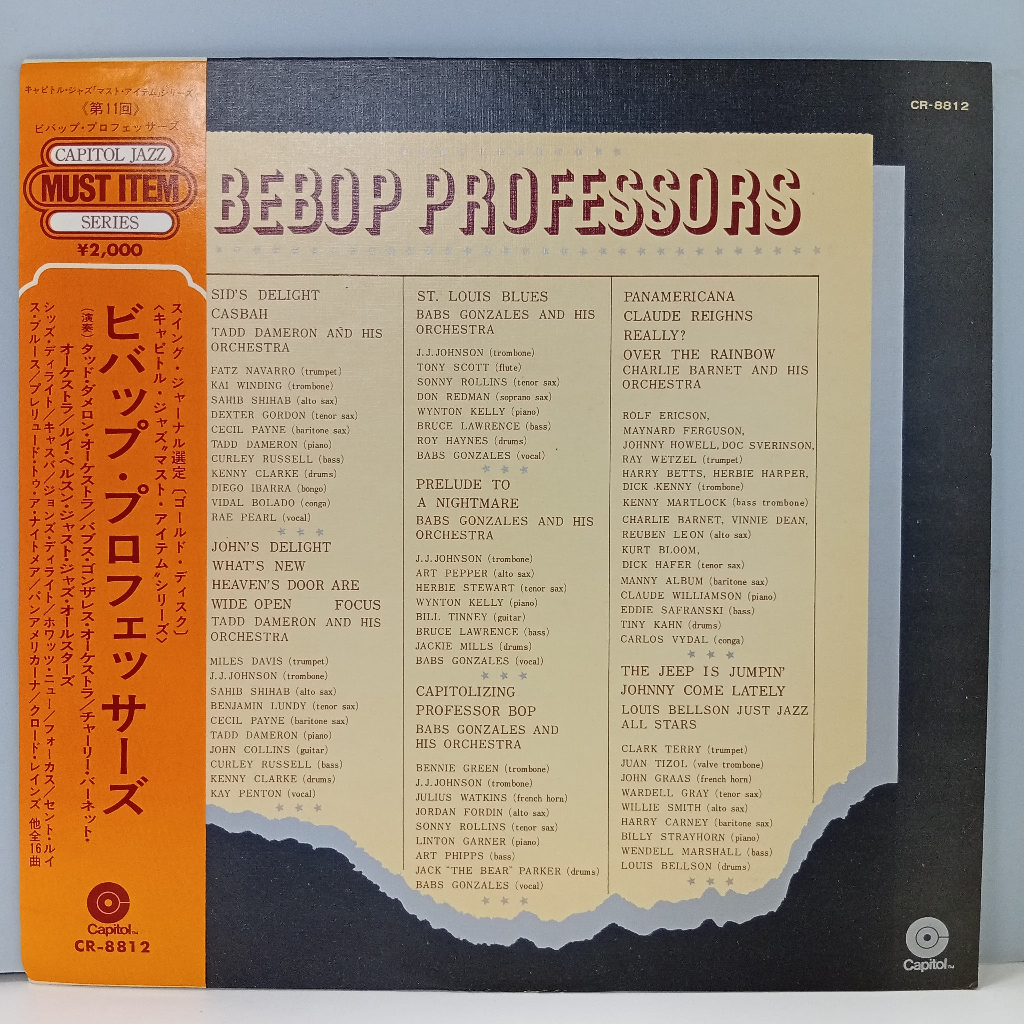 キャピトル・ジャズ「マスト・アイテム」シリーズ
《第11回》
ビバップ・プロフェッサーズ
CAPITOL JAZZ
MUST ITEM
SERIES
¥2,000
スイング・ジャーナル選定〔ゴールド・ディスク〕
〈キャピトル・ジャズ“マスト・アイテム”シリーズ〉
ビバップ・プロフェッサーズ
(演奏)タッド・ダメロン・オーケストラ/バブス・ゴンザレス・オーケストラ/チャーリー・バーネット・
オーケストラ/ルイ・ベルスン・ジャスト・ジャズ・オールスターズ
シッズ・ディライト/キャスバ/ジョンズ・ディライト/ホワッツ・ニュー/フォーカス/セント・ルイ
ス・ブルース/プレリュード・トゥ・ア・ナイトメア/パンアメリカーナ/クロード・レインズ 他全16曲
Capitol™
CR-8812
CR-8812
BEBOP PROFESSORS
SID'S DELIGHT
CASBAH
TADD DAMERON AND HIS
ORCHESTRA
FATZ NAVARRO (trumpet)
KAI WINDING (trombone)
SAHIB SHIHAB (alto sax)
DEXTER GORDON (tenor sax)
CECIL PAYNE (baritone sax)
TADD DAMERON (piano)
CURLEY RUSSELL (bass)
KENNY CLARKE (drums)
DIEGO IBARRA (bongo)
VIDAL BOLADO (conga)
RAE PEARL (vocal)
JOHN'S DELIGHT
WHAT'S NEW
HEAVEN'S DOOR ARE
WIDE OPEN FOCUS
TADD DAMERON AND HIS
ORCHESTRA
MILES DAVIS (trumpet)
J.J.JOHNSON (trombone)
SAHIB SHIHAB (alto sax)
BENJAMIN LUNDY (tenor sax)
CECIL PAYNE (baritone sax)
TADD DAMERON (piano)
JOHN COLLINS (guitar)
CURLEY RUSSELL (bass)
KENNY CLARKE (drums)
KAY PENTON (vocal)
ST. LOUIS BLUES
BABS GONZALES AND HIS
ORCHESTRA
J.J.JOHNSON (trombone)
TONY SCOTT (flute)
SONNY ROLLINS (tenor sax)
DON REDMAN (soprano sax)
WYNTON KELLY (piano)
BRUCE LAWRENCE (bass)
ROY HAYNES (drums)
BABS GONZALES (vocal)
PRELUDE TO
A NIGHTMARE
BABS GONZALES AND HIS
ORCHESTRA
J.J.JOHNSON (trombone)
ART PEPPER (alto sax)
HERBIE STEWART (tenor sax)
WYNTON KELLY (piano)
BILL TINNEY (guitar)
BRUCE LAWRENCE (bass)
JACKIE MILLS (drums)
BABS GONZALES (vocal)
CAPITOLIZING
PROFESSOR BOP
BABS GONZALES AND
HIS ORCHESTRA
BENNIE GREEN (trombone)
J.J.JOHNSON (trombone)
JULIUS WATKINS (french horn)
JORDAN FORDIN (alto sax)
SONNY ROLLINS (tenor sax)
LINTON GARNER (piano)
ART PHIPPS (bass)
JACK "THE BEAR" PARKER (drums)
BABS GONZALES (vocal)
PANAMERICANA
CLAUDE REIGHNS
REALLY?
OVER THE RAINBOW
CHARLIE BARNET AND HIS
ORCHESTRA
ROLF ERICSON,
MAYNARD FERGUSON,
JOHNNY HOWELL, DOC SVERINSON,
RAY WETZEL (trumpet)
HARRY BETTS, HERBIE HARPER,
DICK KENNY (trombone)
KENNY MARTLOCK (bass trombone)
CHARLIE BARNET, VINNIE DEAN,
REUBEN LEON (alto sax)
KURT BLOOM,
DICK HAFER (tenor sax)
MANNY ALBUM (baritone sax)
CLAUDE WILLIAMSON (piano)
EDDIE SAFRANSKI (bass)
TINY KAHN (drums)
CARLOS VYDAL (conga)
THE JEEP IS JUMPIN'
JOHNNY COME LATELY
LOUIS BELLSON JUST JAZZ
ALL STARS
CLARK TERRY (trumpet)
JUAN TIZOL (valve trombone)
JOHN GRAAS (french horn)
WARDELL GRAY (tenor sax)
WILLIE SMITH (alto sax)
HARRY CARNEY (baritone sax)
BILLY STRAYHORN (piano)
WENDELL MARSHALL (bass)
LOUIS BELLSON (drums)
Capitol™